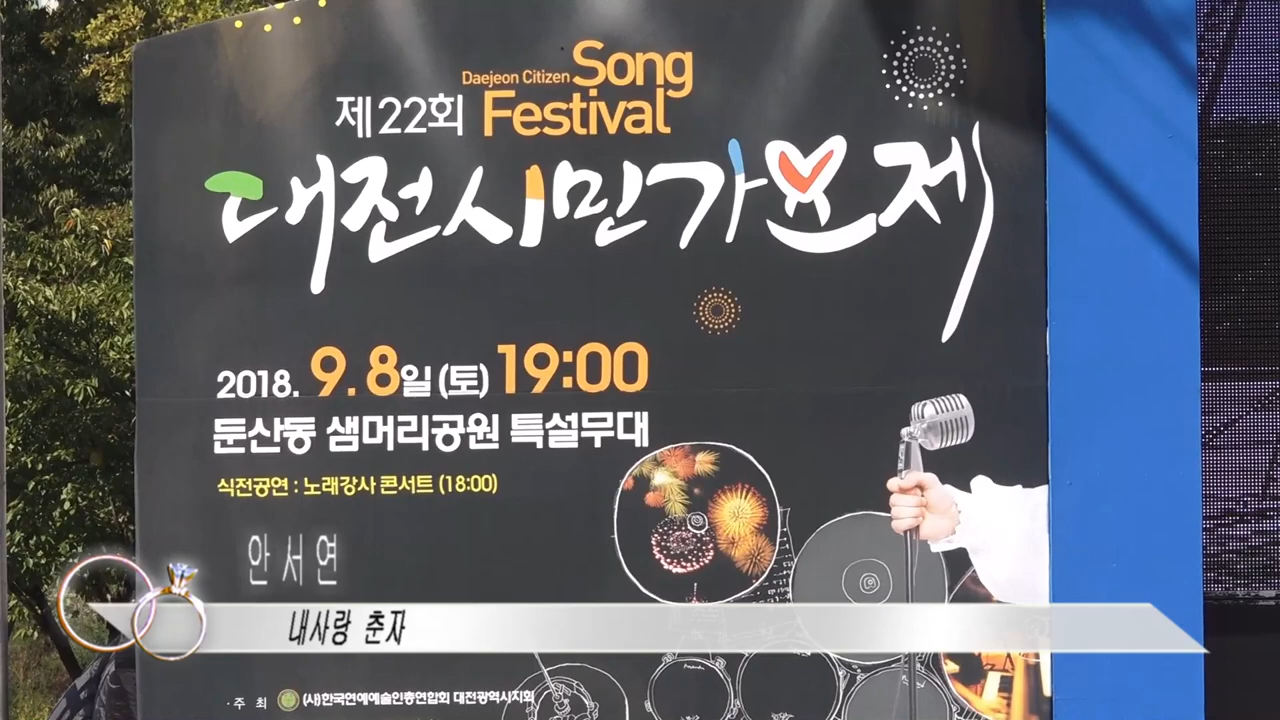 Daejeon Citizen Song
제22회 Festival
대전시민가요제
2018. 9. 8일 (토) 19:00
둔산동 샘머리공원 특설무대
식전공연 : 노래강사 콘서트 (18:00)
안서연
내사랑 춘자
·주 최 (사)한국연예예술인총연합회 대전광역시지회